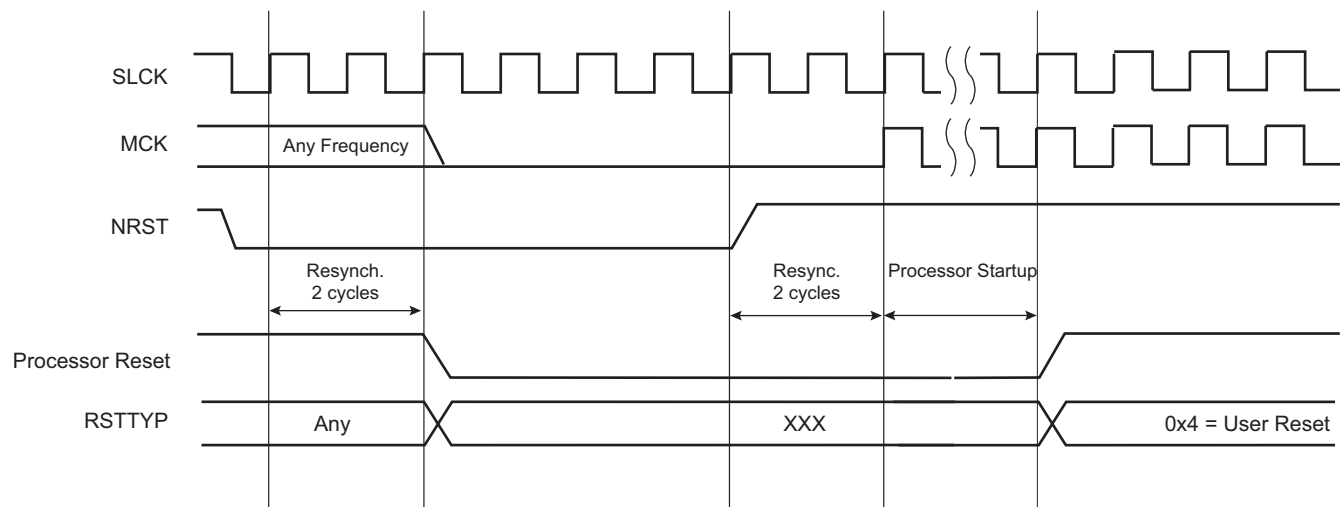 SLCK
MCK
Any Frequency
NRST
Resynch.
2 cycles
Resync.
2 cycles
Processor Startup
Processor Reset
RSTTYP
Any
XXX
0x4 = User Reset